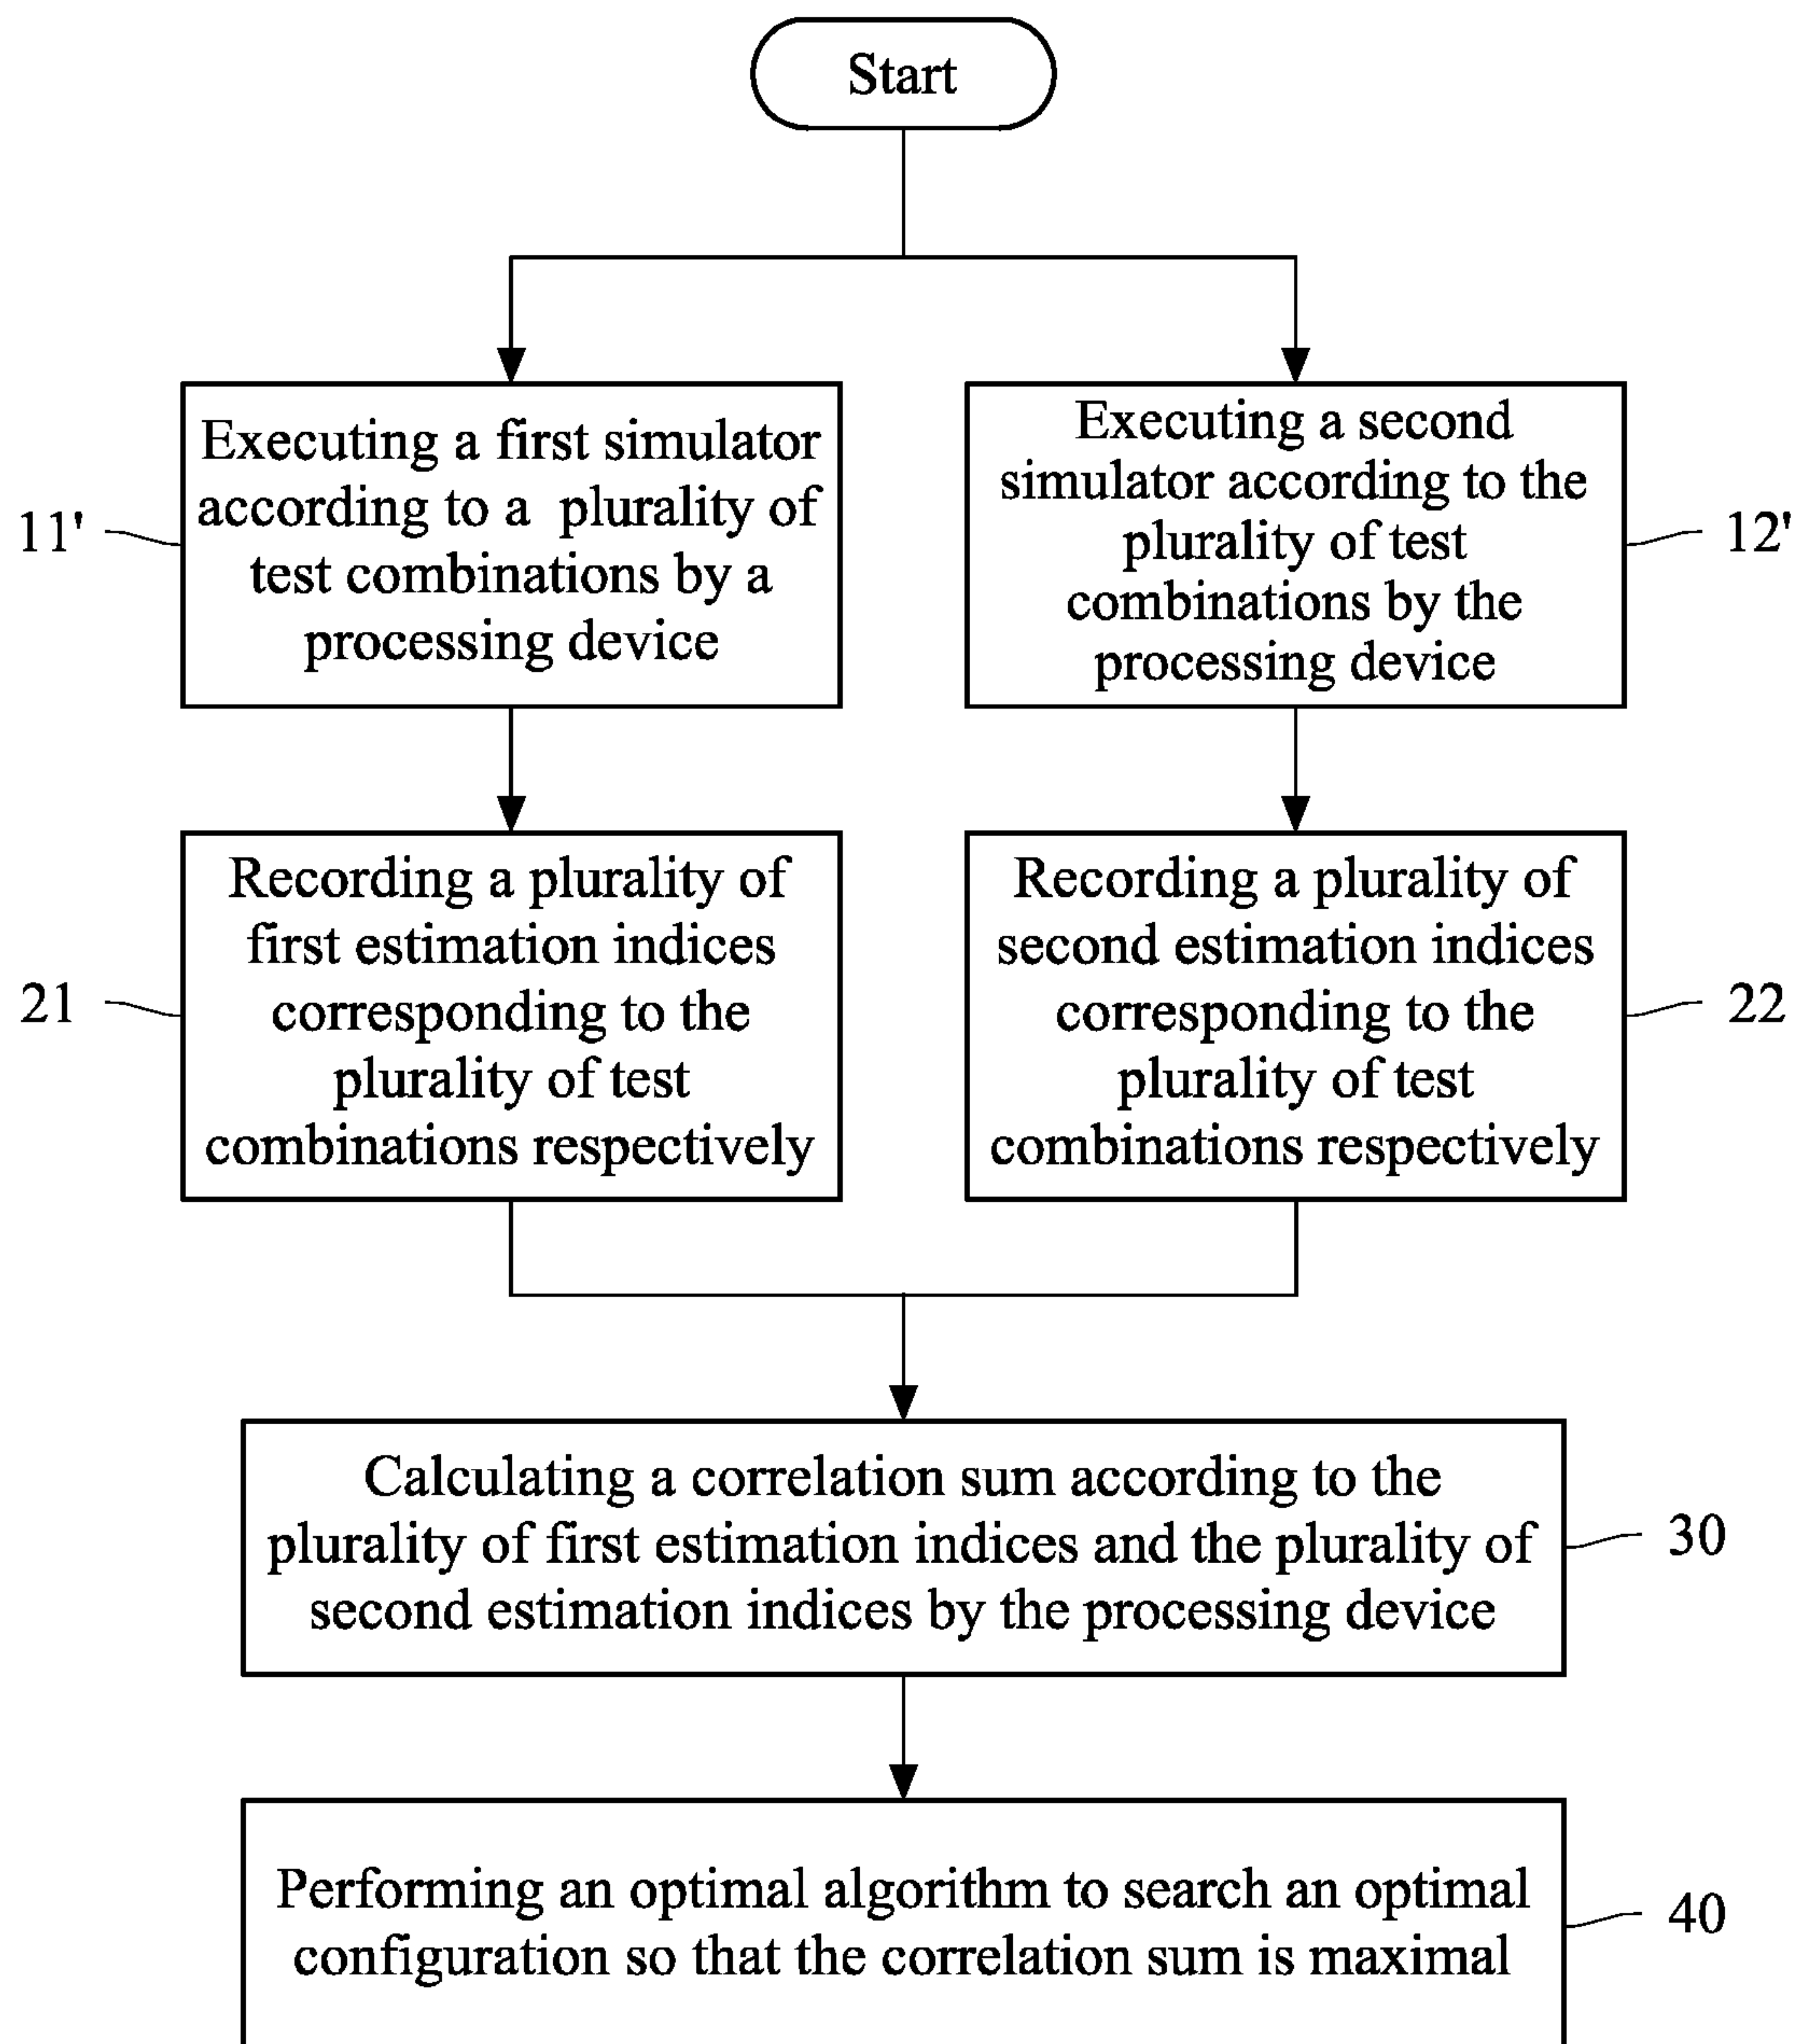 Start
Executing a first simulator
according to a plurality of
test combinations by a
processing device
11'
Executing a second
simulator according to the
plurality of test
combinations by the
processing device
12'
Recording a plurality of
first estimation indices
corresponding to the
plurality of test
combinations respectively
21
Recording a plurality of
second estimation indices
corresponding to the
plurality of test
combinations respectively
22
Calculating a correlation sum according to the
plurality of first estimation indices and the plurality of
second estimation indices by the processing device
30
Performing an optimal algorithm to search an optimal
configuration so that the correlation sum is maximal
40